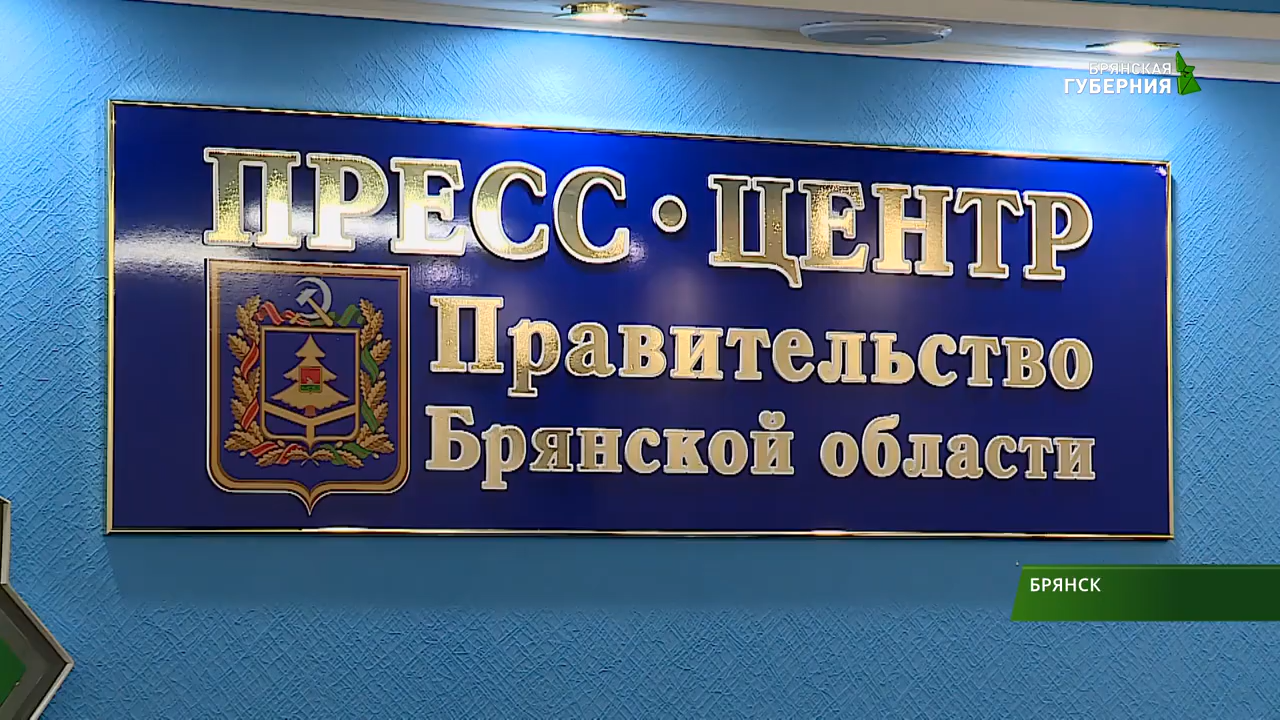 БРЯНСКАЯ
ГУБЕРНИЯ
ПРЕСС·ЦЕНТР
Правительство
Брянской области
БРЯНСК